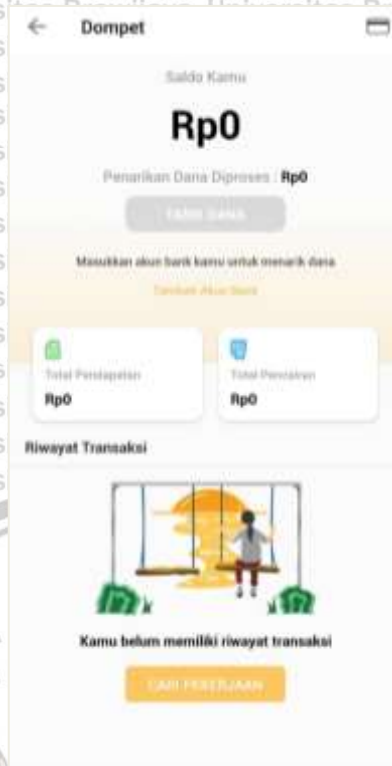 Dompet
Saldo Kamu
Rp0
Penarikan Dana Diproses : Rp0
TARIK DANA
Masukkan akun bank kamu untuk menarik dana
Tambah Akun Bank
Total Pendapatan
Rp0
Total Pencairan
Rp0
Riwayat Transaksi
Kamu belum memiliki riwayat transaksi
CARI PEKERJAAN